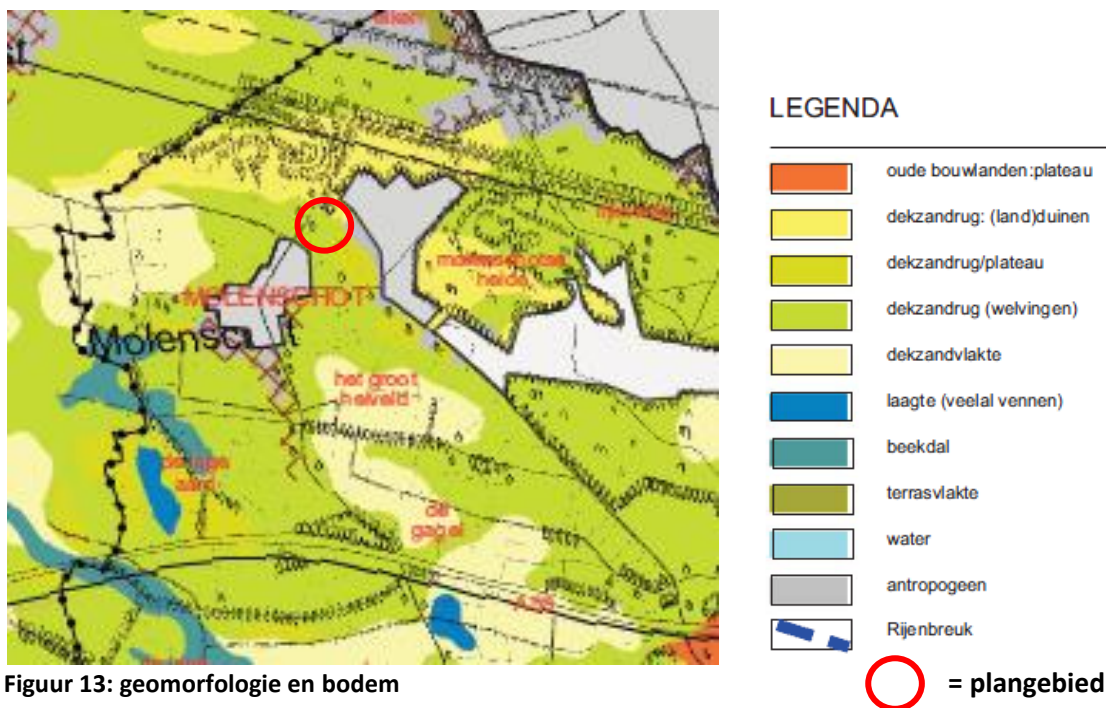 MOLENSCHOT
Molenschot
het groot
heiveld
de
gagel
LEGENDA
oude bouwlanden:plateau
dekzandrug: (land)duinen
dekzandrug/plateau
dekzandrug (welvingen)
dekzandvlakte
laagte (veelal vennen)
beekdal
terrasvlakte
water
antropogeen
Rijenbreuk
Figuur 13: geomorfologie en bodem
= plangebied